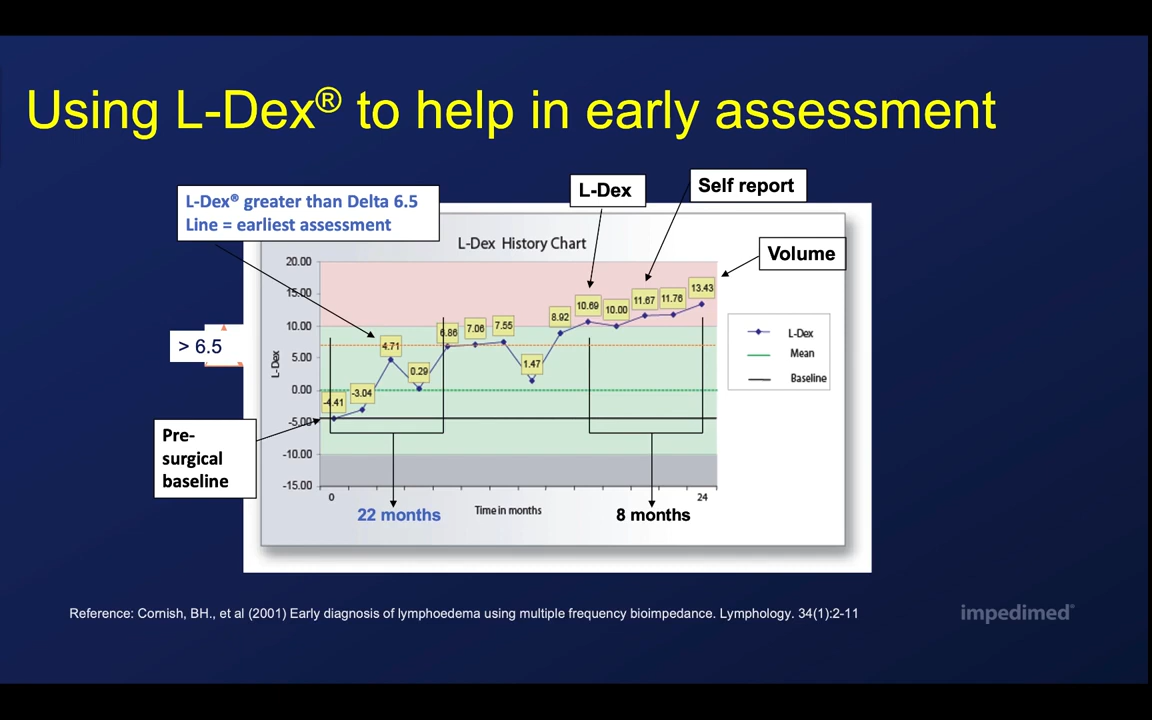 Using L-Dex® to help in early assessment
L-Dex® greater than Delta 6.5
Line = earliest assessment
L-Dex
Self report
Volume
L-Dex History Chart
20.00
15.00
10.00
5.00
0.00
-5.00
-10.00
-15.00
L-Dex
> 6.5
Pre-
surgical
baseline
-4.41
-3.04
4.71
0.29
6.86
7.06
7.55
1.47
8.92
10.69
10.00
11.67
11.76
13.43
L-Dex
Mean
Baseline
0
24
Time in months
22 months
8 months
Reference: Cornish, BH., et al (2001) Early diagnosis of lymphoedema using multiple frequency bioimpedance. Lymphology. 34(1):2-11
impedimed®